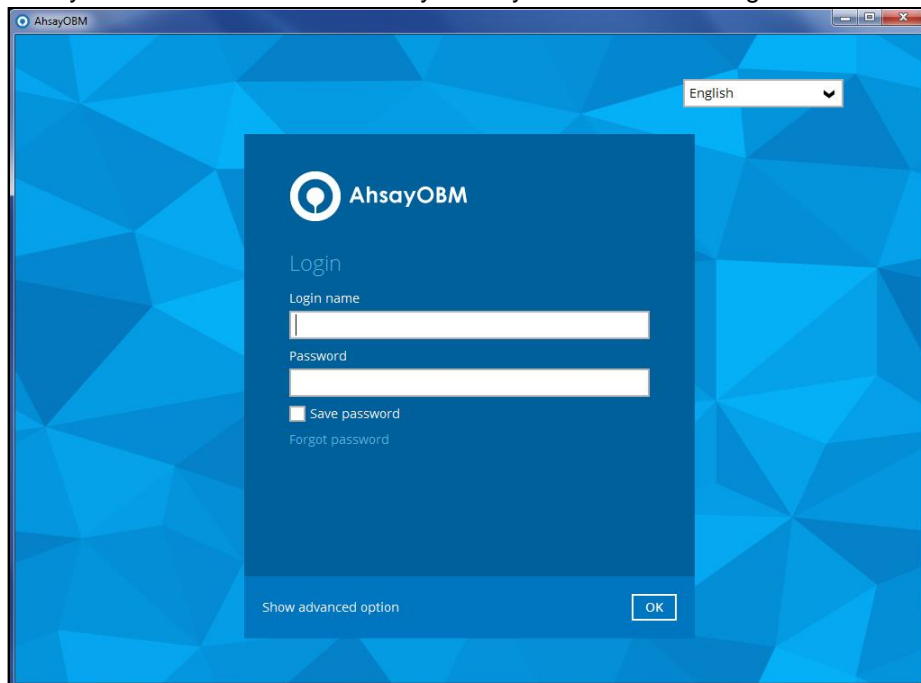 AhsayOBM
English
AhsayOBM
Login
Login name
Password
Save password
Forgot password
Show advanced option
OK